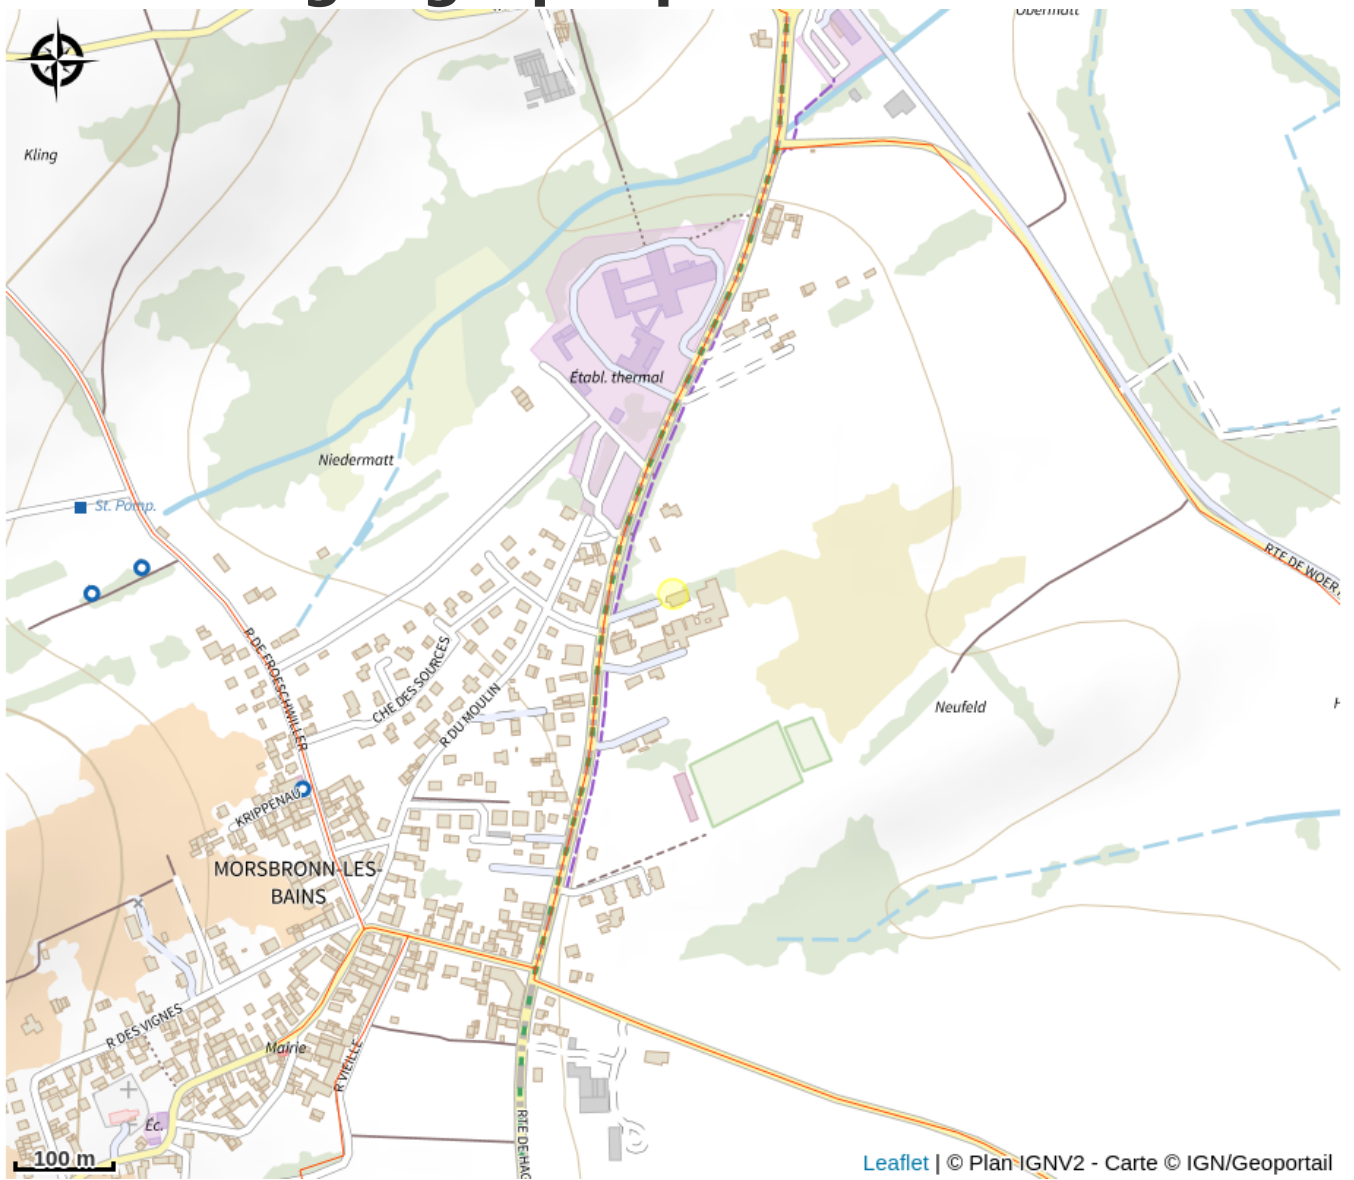 Obermatt
Kling
Établ. thermal
Niedermatt
St. Pomp.
RTE DE WOERT
R DE FROESCHWILLER
CHE DES SOURCES
R DU MOULIN
Neufeld
H
KRIPPENAU
MORSBRONN-LES-
BAINS
R DES VIGNES
Mairie
R VIEILLE
Éc.
RTE DE HAG
100 m
Leaflet | © Plan IGNV2 - Carte © IGN/Geoportail